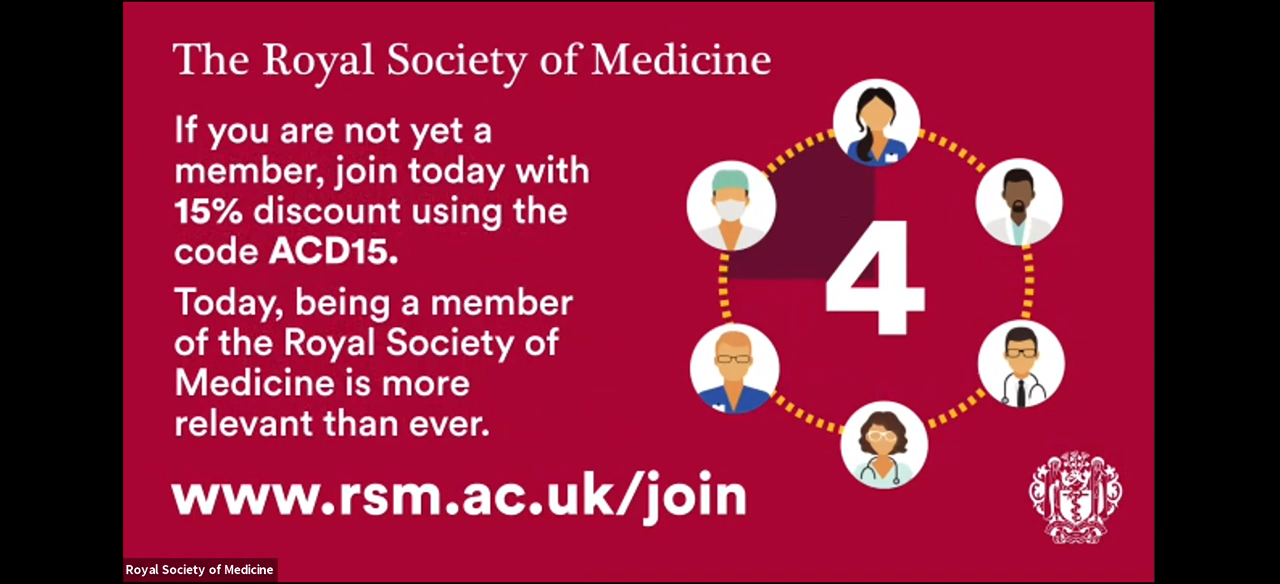 The Royal Society of Medicine
If you are not yet a
member, join today with
15% discount using the
code ACD15.
Today, being a member
of the Royal Society of
Medicine is more
relevant than ever.
www.rsm.ac.uk/join
4
Royal Society of Medicine